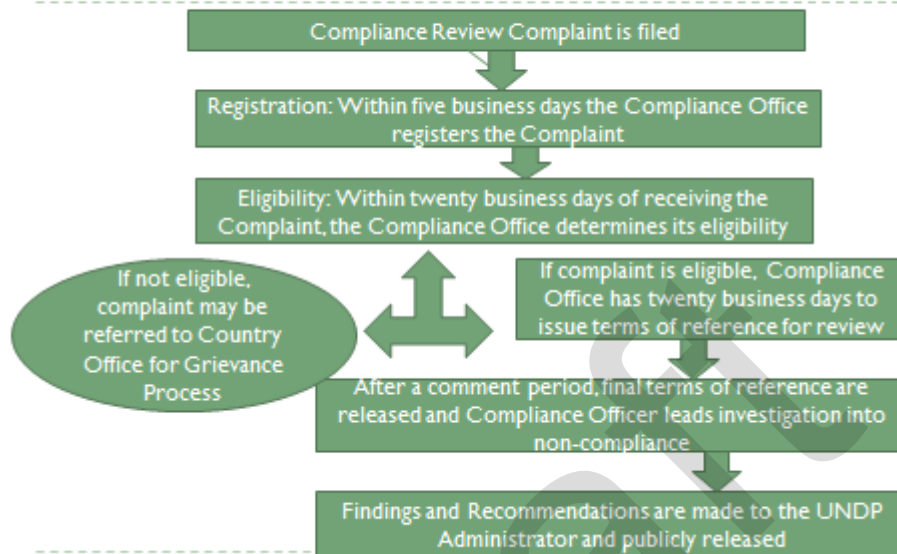 Compliance Review Complaint is filed
Registration: Within five business days the Compliance Office
registers the Complaint
Eligibility: Within twenty business days of receiving the
Complaint, the Compliance Office determines its eligibility
If not eligible,
complaint may be
referred to Country
Office for Grievance
Process
If complaint is eligible, Compliance
Office has twenty business days to
issue terms of reference for review
After a comment period, final terms of reference are
released and Compliance Officer leads investigation into
non-compliance
Findings and Recommendations are made to the UNDP
Administrator and publicly released